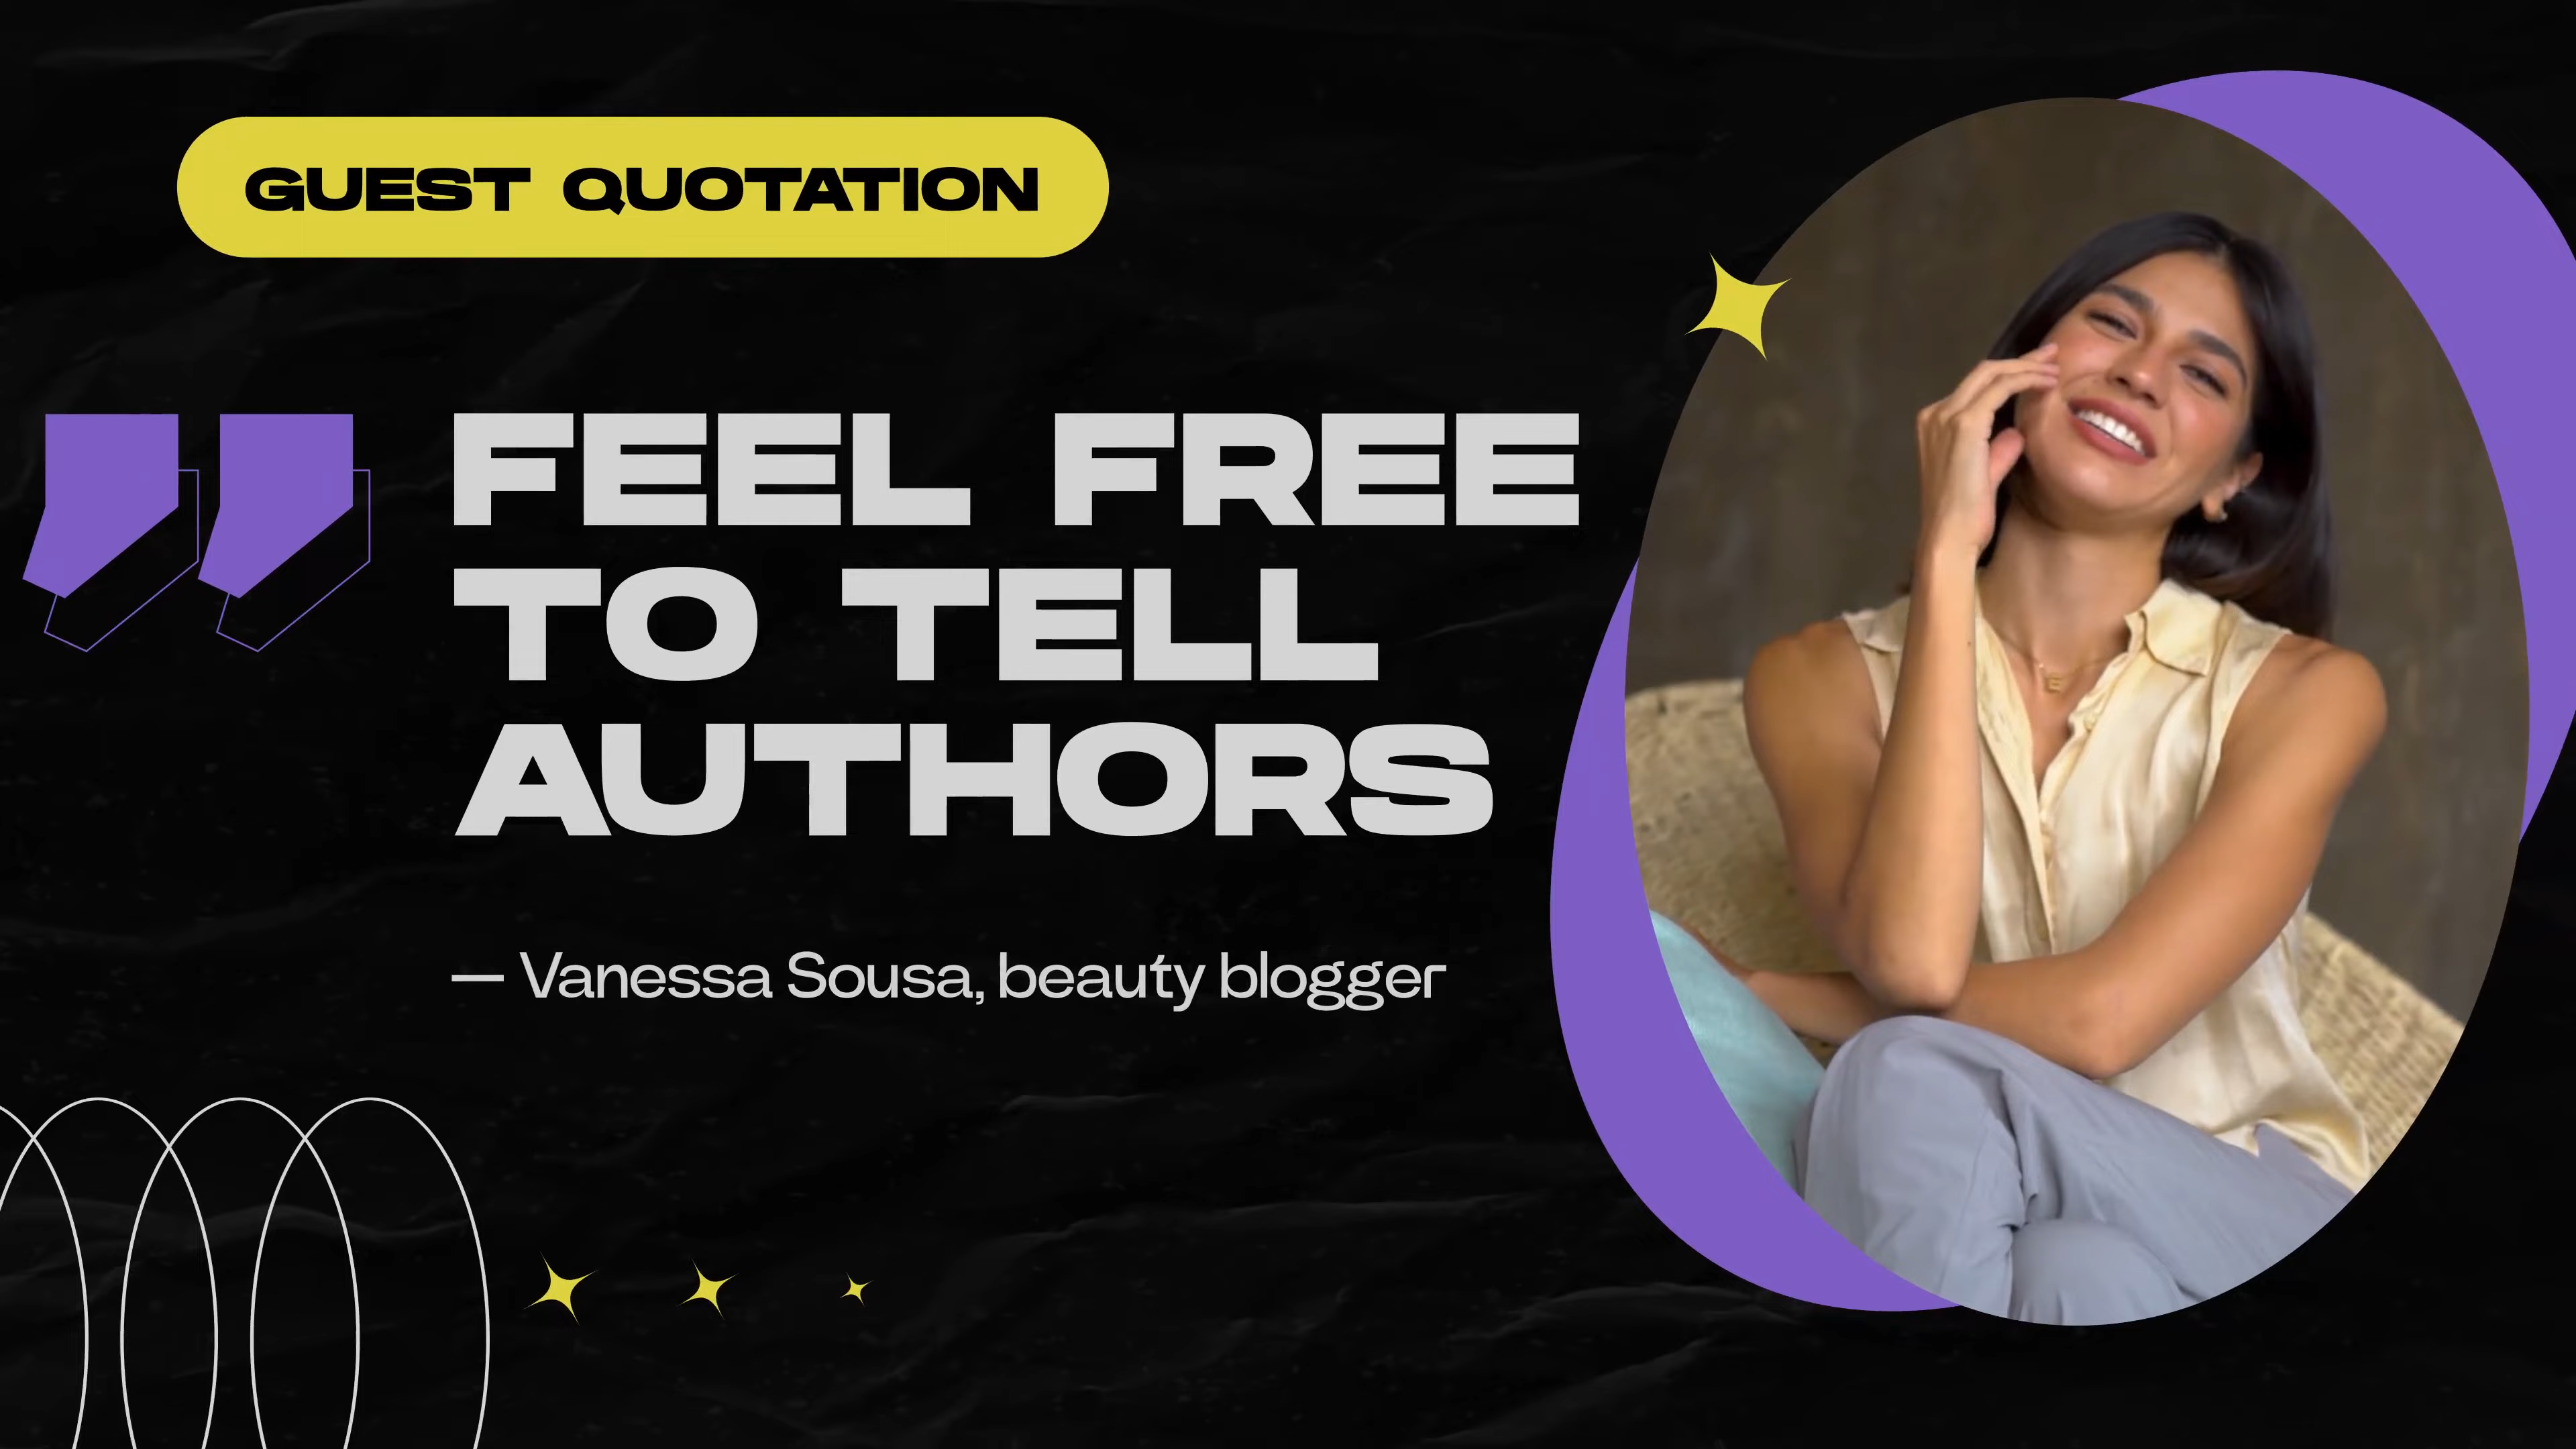 GUEST QUOTATION
FEEL FREE
TO TELL
AUTHORS
— Vanessa Sousa, beauty blogger